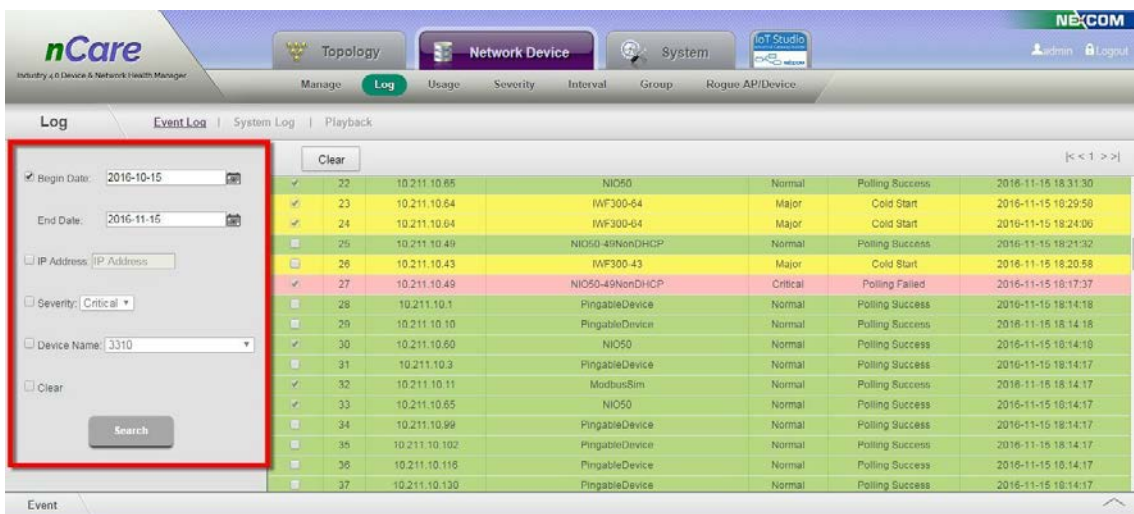 NEXCOM
nCare
Industry 4.0 Device & Network Health Manager
Topology Network Device System IoT Studio
admin Logout
Manage Log Usage Severity Interval Group Rogue AP/Device
Log Event Log | System Log | Playback
Clear |< < 1 > >|
Begin Date: 2016-10-15
End Date: 2016-11-15
IP Address: IP Address
Severity: Critical
Device Name: 3310
Clear
Search
22 10.211.10.65 NIO50 Normal Polling Success 2016-11-15 18:31:30
23 10.211.10.64 IWF300-64 Major Cold Start 2016-11-15 18:29:58
24 10.211.10.64 IWF300-64 Major Cold Start 2016-11-15 18:24:06
25 10.211.10.49 NIO50-49NonDHCP Normal Polling Success 2016-11-15 18:21:32
26 10.211.10.43 IWF300-43 Major Cold Start 2016-11-15 18:20:58
27 10.211.10.49 NIO50-49NonDHCP Critical Polling Failed 2016-11-15 18:17:37
28 10.211.10.1 PingableDevice Normal Polling Success 2016-11-15 18:14:18
29 10.211.10.10 PingableDevice Normal Polling Success 2016-11-15 18:14:18
30 10.211.10.60 NIO50 Normal Polling Success 2016-11-15 18:14:18
31 10.211.10.3 PingableDevice Normal Polling Success 2016-11-15 18:14:17
32 10.211.10.11 ModbusSim Normal Polling Success 2016-11-15 18:14:17
33 10.211.10.65 NIO50 Normal Polling Success 2016-11-15 18:14:17
34 10.211.10.99 PingableDevice Normal Polling Success 2016-11-15 18:14:17
35 10.211.10.102 PingableDevice Normal Polling Success 2016-11-15 18:14:17
36 10.211.10.116 PingableDevice Normal Polling Success 2016-11-15 18:14:17
37 10.211.10.130 PingableDevice Normal Polling Success 2016-11-15 18:14:17
Event